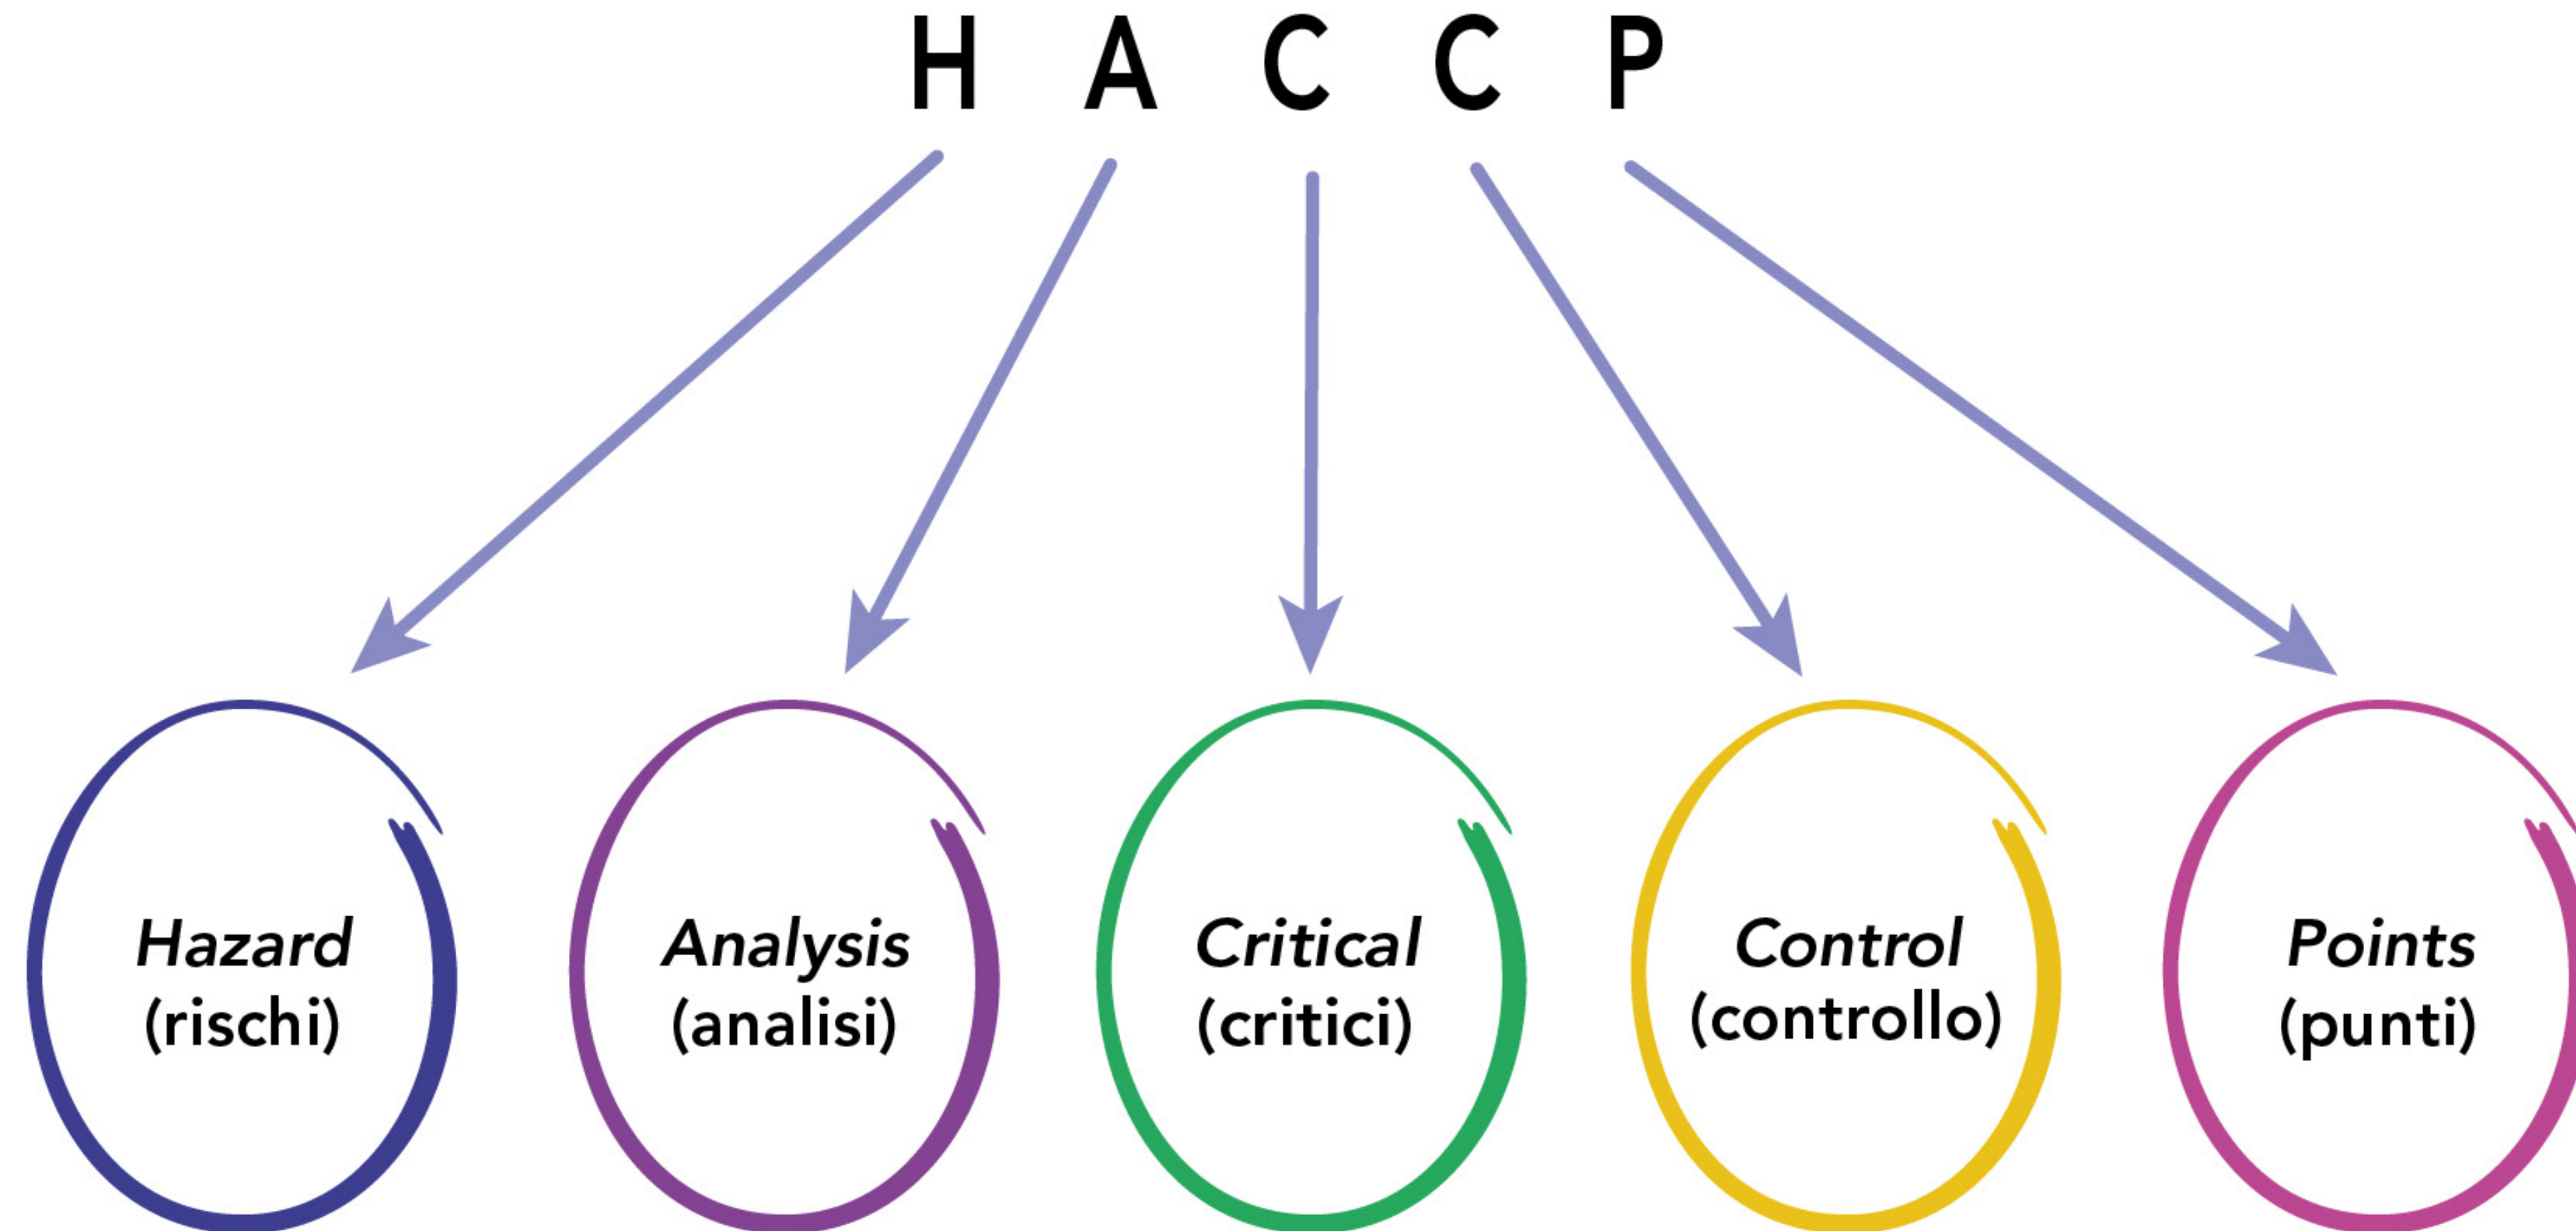 H A C C P
Hazard
(rischi)
Analysis
(analisi)
Critical
(critici)
Control
(controllo)
Points
(punti)